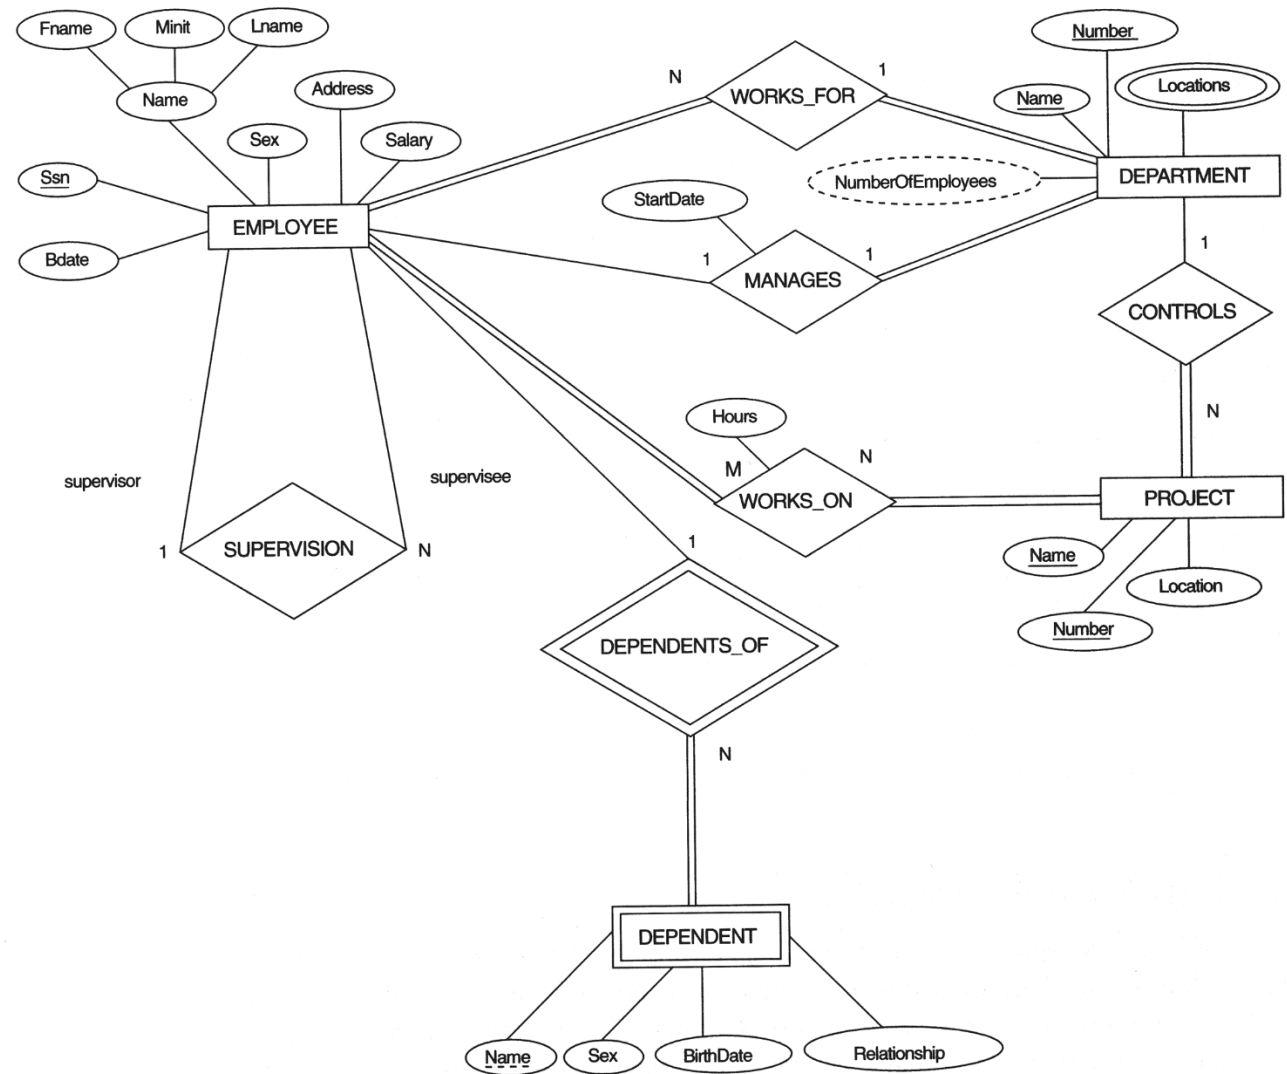 Fname
Minit
Lname
Number
Name
Address
N
1
WORKS_FOR
Locations
Name
Sex
Salary
Ssn
NumberOfEmployees
DEPARTMENT
StartDate
EMPLOYEE
Bdate
1
1
MANAGES
1
CONTROLS
Hours
N
M
N
supervisor
supervisee
WORKS_ON
PROJECT
1
SUPERVISION
N
1
Name
Location
Number
DEPENDENTS_OF
N
DEPENDENT
Name
Sex
BirthDate
Relationship